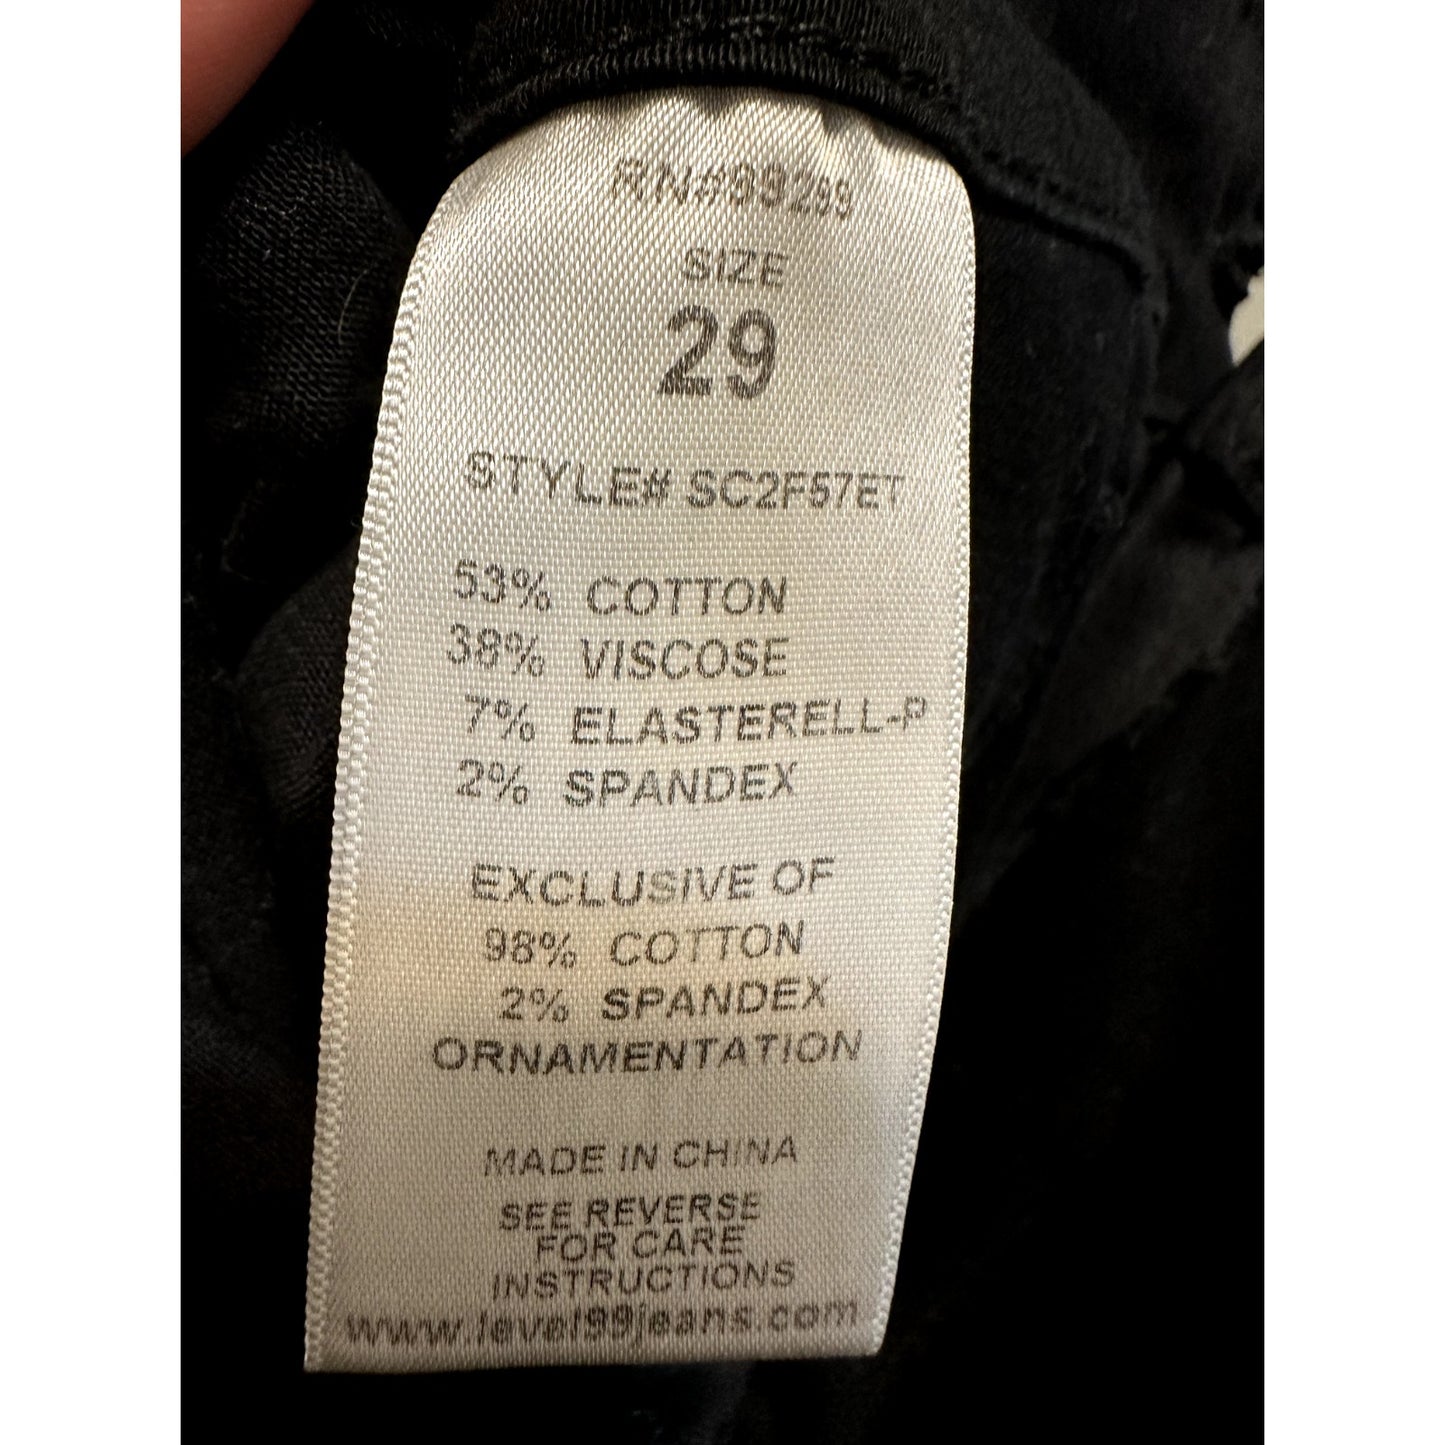 RN#99299
SIZE
29
STYLE# SC2F57ET
53% COTTON
38% VISCOSE
7% ELASTERELL-P
2% SPANDEX
EXCLUSIVE OF
98% COTTON
2% SPANDEX
ORNAMENTATION
MADE IN CHINA
SEE REVERSE
FOR CARE
INSTRUCTIONS
www.level99jeans.com